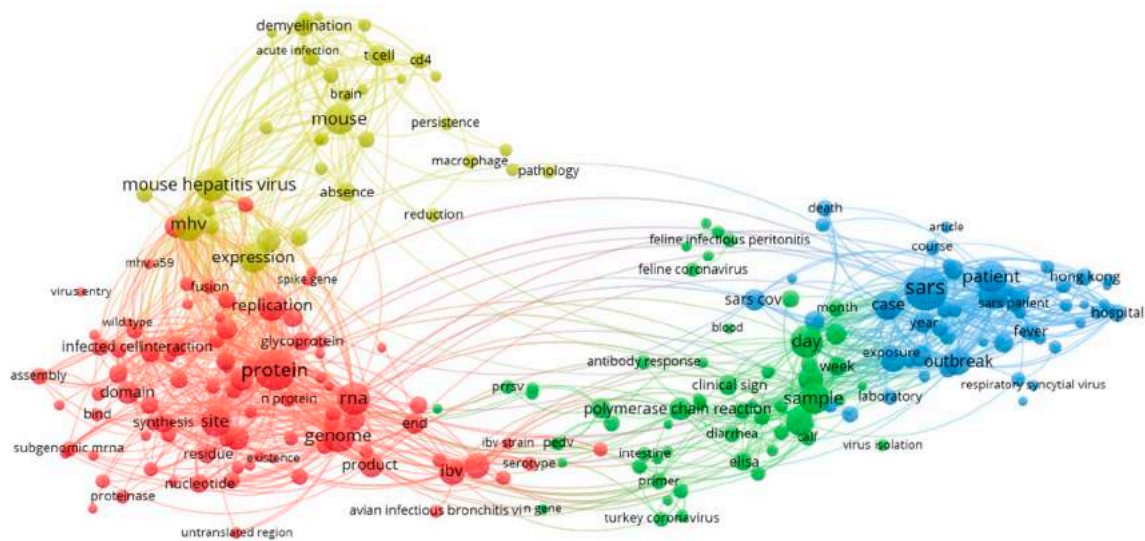 demyelination
acute infection
t cell
cd4
brain
mouse
persistence
macrophage
pathology
mouse hepatitis virus
absence
reduction
mhv
expression
mhv a59
spike gene
virus entry
fusion
replication
wild type
glycoprotein
infected cell
interaction
assembly
protein
domain
n protein
rna
bind
synthesis
site
end
genome
subgenomic mrna
residue
existence
product
ibv
ibv strain
serotype
proteinase
nucleotide
avian infectious bronchitis vi
untranslated region
death
article
course
feline infectious peritonitis
feline coronavirus
sars
patient
hong kong
sars cov
month
case
sars patient
hospital
year
fever
blood
day
antibody response
week
exposure
outbreak
prrsv
clinical sign
sample
laboratory
respiratory syncytial virus
polymerase chain reaction
diarrhea
calf
virus isolation
pedv
intestine
elisa
primer
n gene
turkey coronavirus